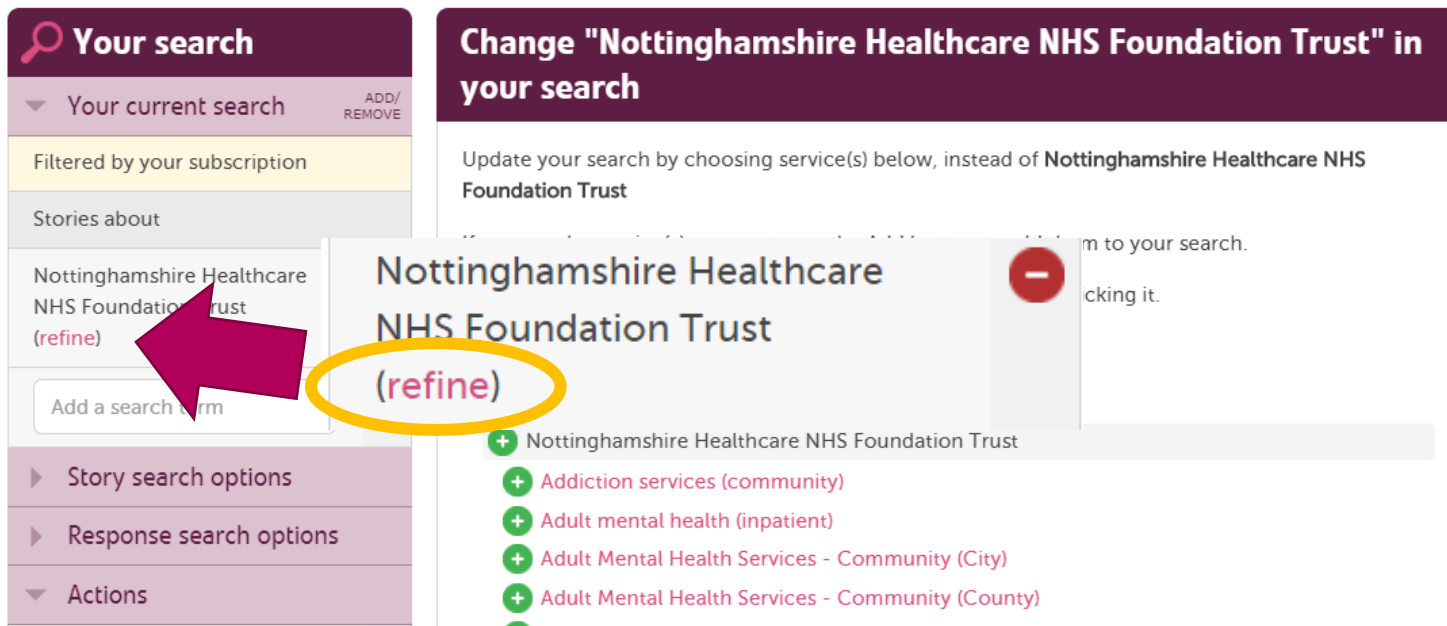 Your search
Your current search
ADD/
REMOVE
Filtered by your subscription
Stories about
Nottinghamshire Healthcare
NHS Foundation
(refine)
Add a search
Story search options
Response search options
Actions
Change "Nottinghamshire Healthcare NHS Foundation Trust" in
your search
Update your search by choosing service(s) below, instead of Nottinghamshire Healthcare NHS
Foundation Trust
to your search.
it.
Nottinghamshire Healthcare
NHS Foundation Trust
(refine)
Nottinghamshire Healthcare NHS Foundation Trust
Addiction services (community)
Adult mental health (inpatient)
Adult Mental Health Services - Community (City)
Adult Mental Health Services - Community (County)